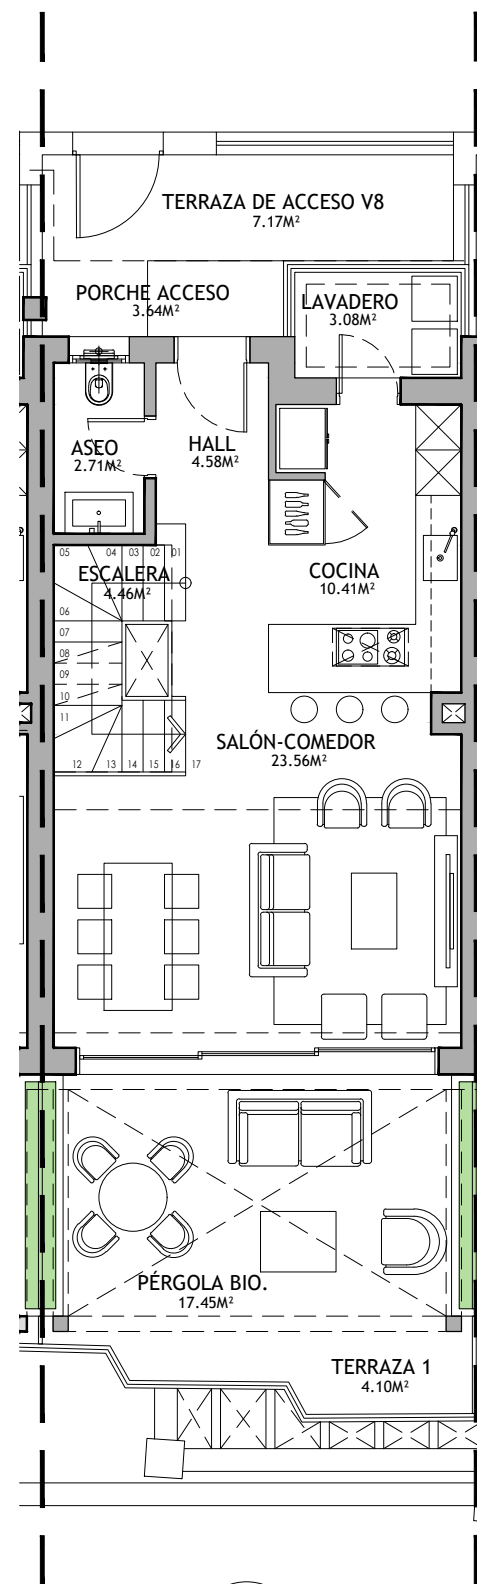 TERRAZA DE ACCESO V8
7.17M²
PORCHE ACCESO
3.64M²
LAVADERO
3.08M²
ASEO
2.71M²
HALL
4.58M²
05 04 03 02 01
ESCALERA
4.46M²
COCINA
10.41M²
06
07
08
09
10
11
12 13 14 15 16 17
SALÓN-COMEDOR
23.56M²
PÉRGOLA BIO.
17.45M²
TERRAZA 1
4.10M²